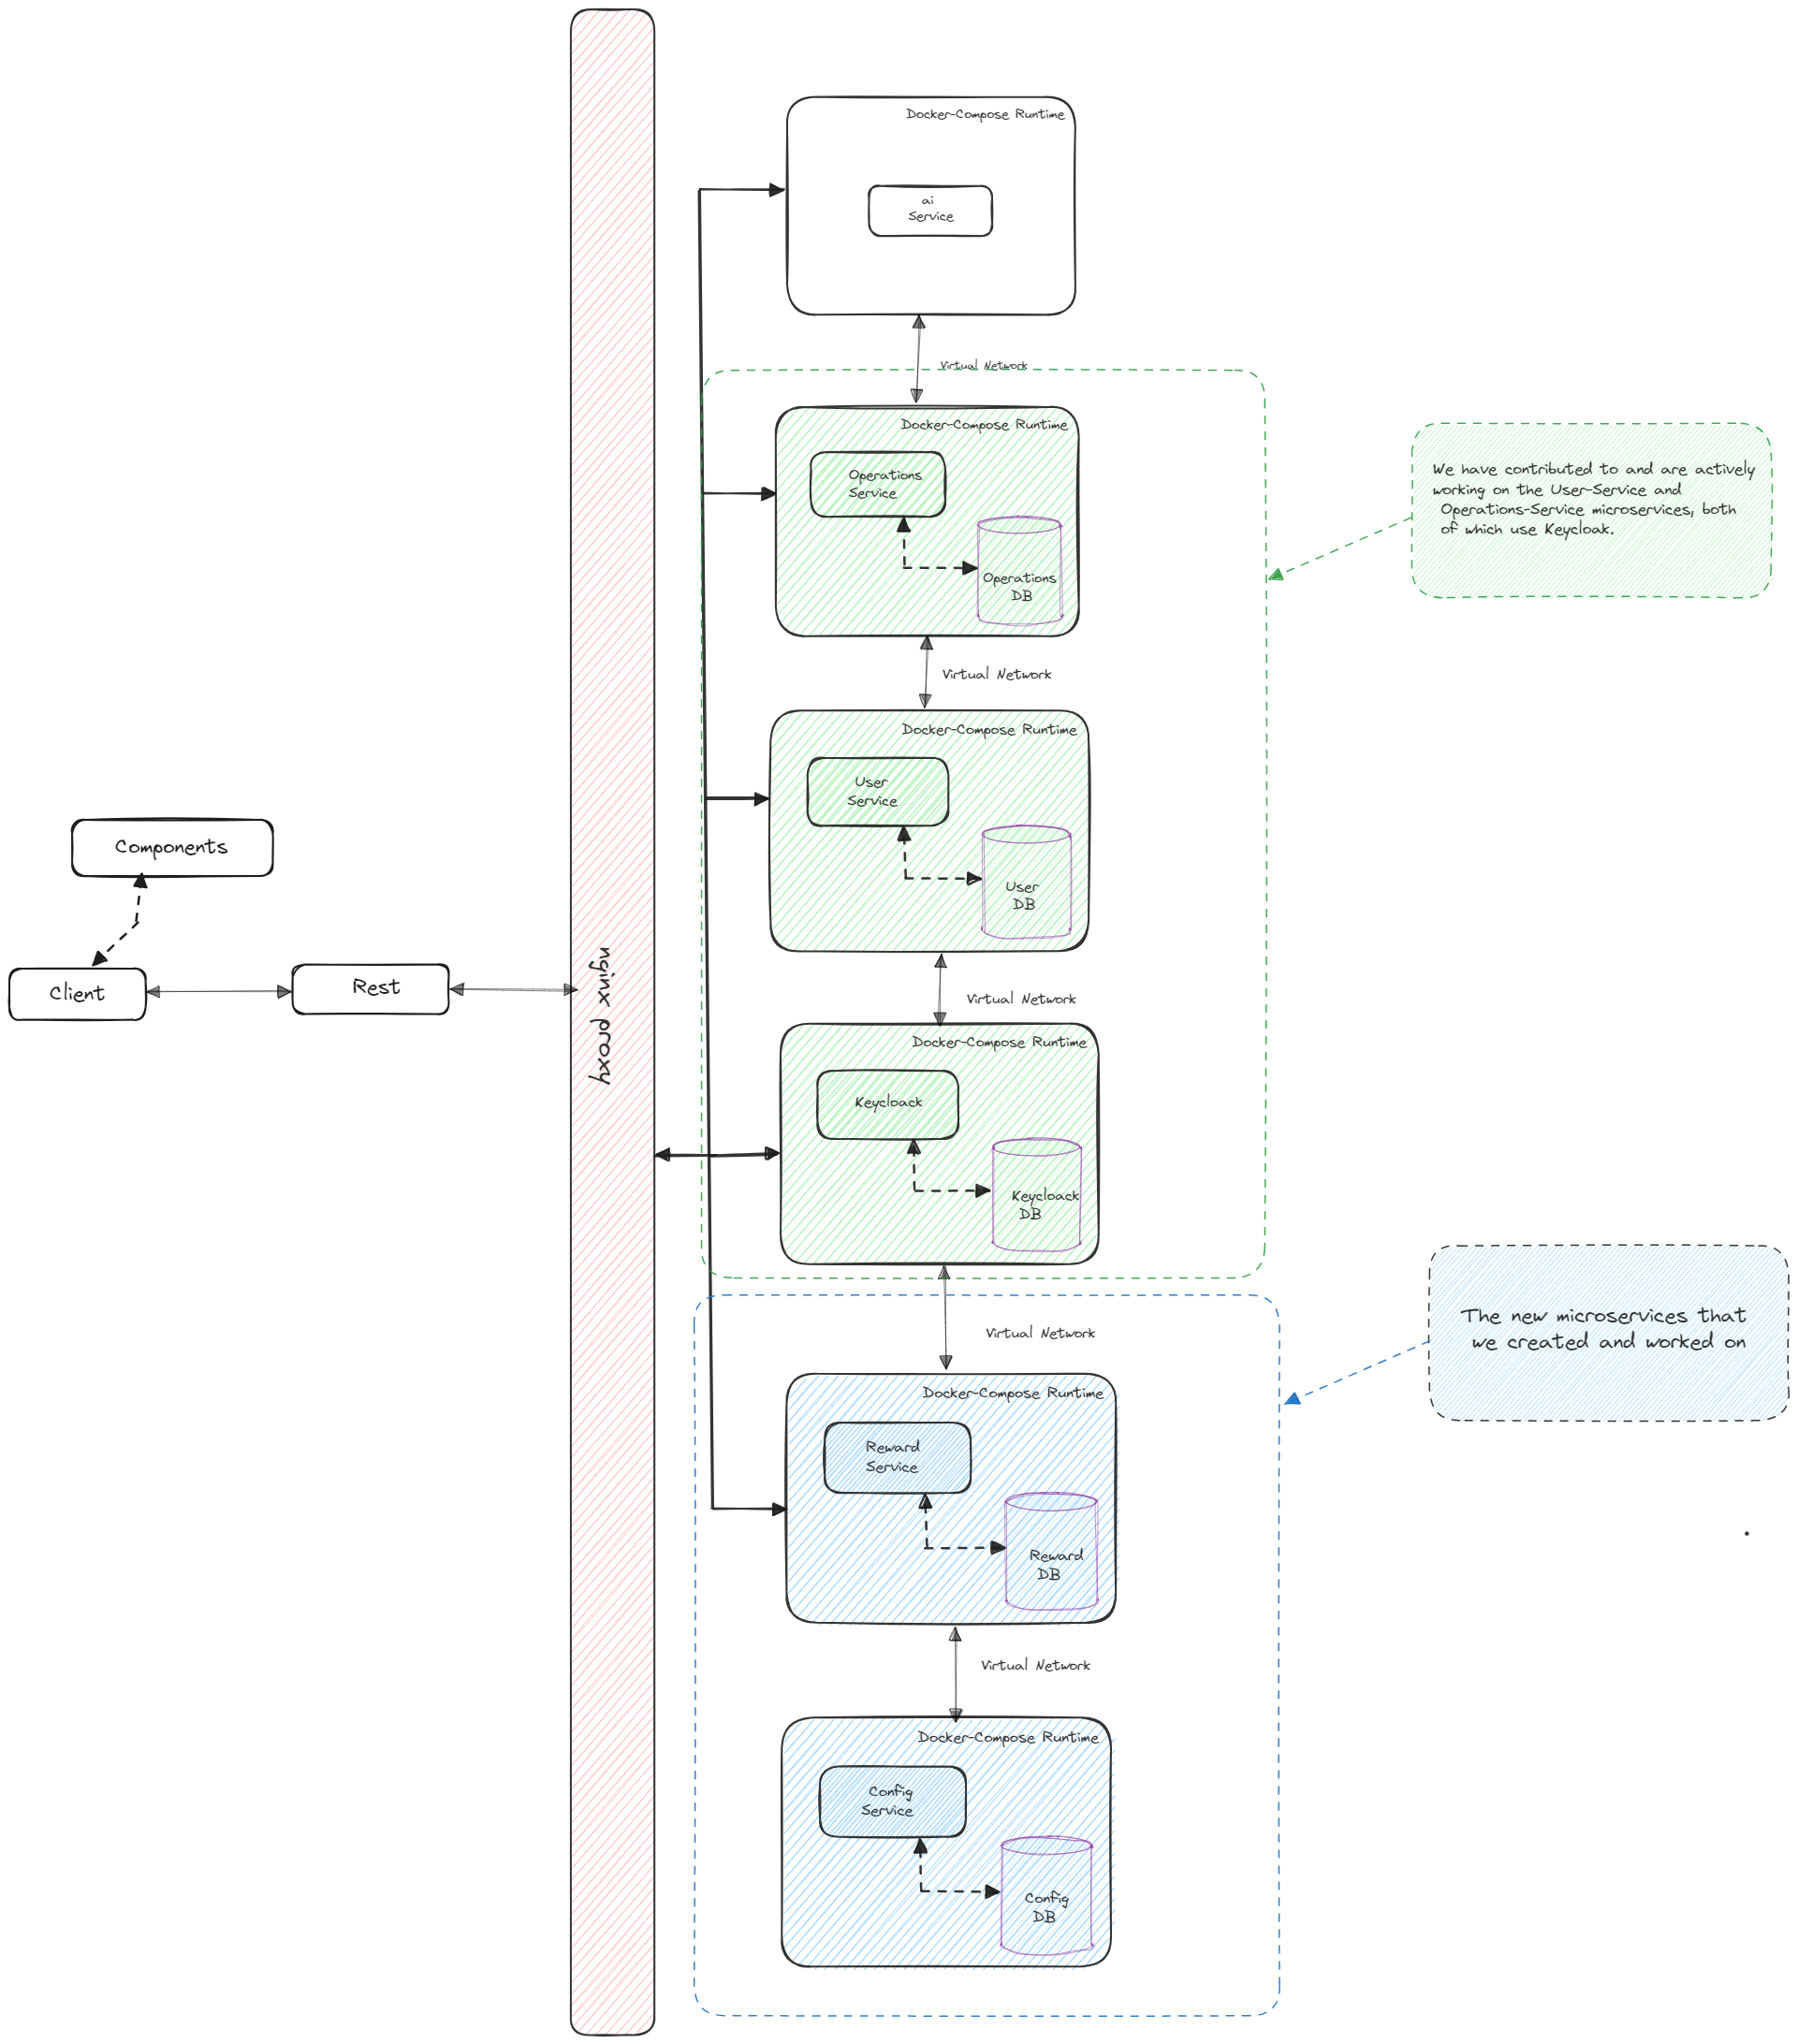 Docker-Compose Runtime
ai
Service
Virtual Network
Docker-Compose Runtime
Operations
Service
Operations
DB
We have contributed to and are actively
working on the User-Service and
Operations-Service microservices, both
of which use Keycloak.
Virtual Network
Docker-Compose Runtime
User
Service
User
DB
Components
Client
Rest
nginx proxy
Virtual Network
Docker-Compose Runtime
Keycloack
Keycloack
DB
Virtual Network
The new microservices that
we created and worked on
Docker-Compose Runtime
Reward
Service
Reward
DB
Virtual Network
Docker-Compose Runtime
Config
Service
Config
DB